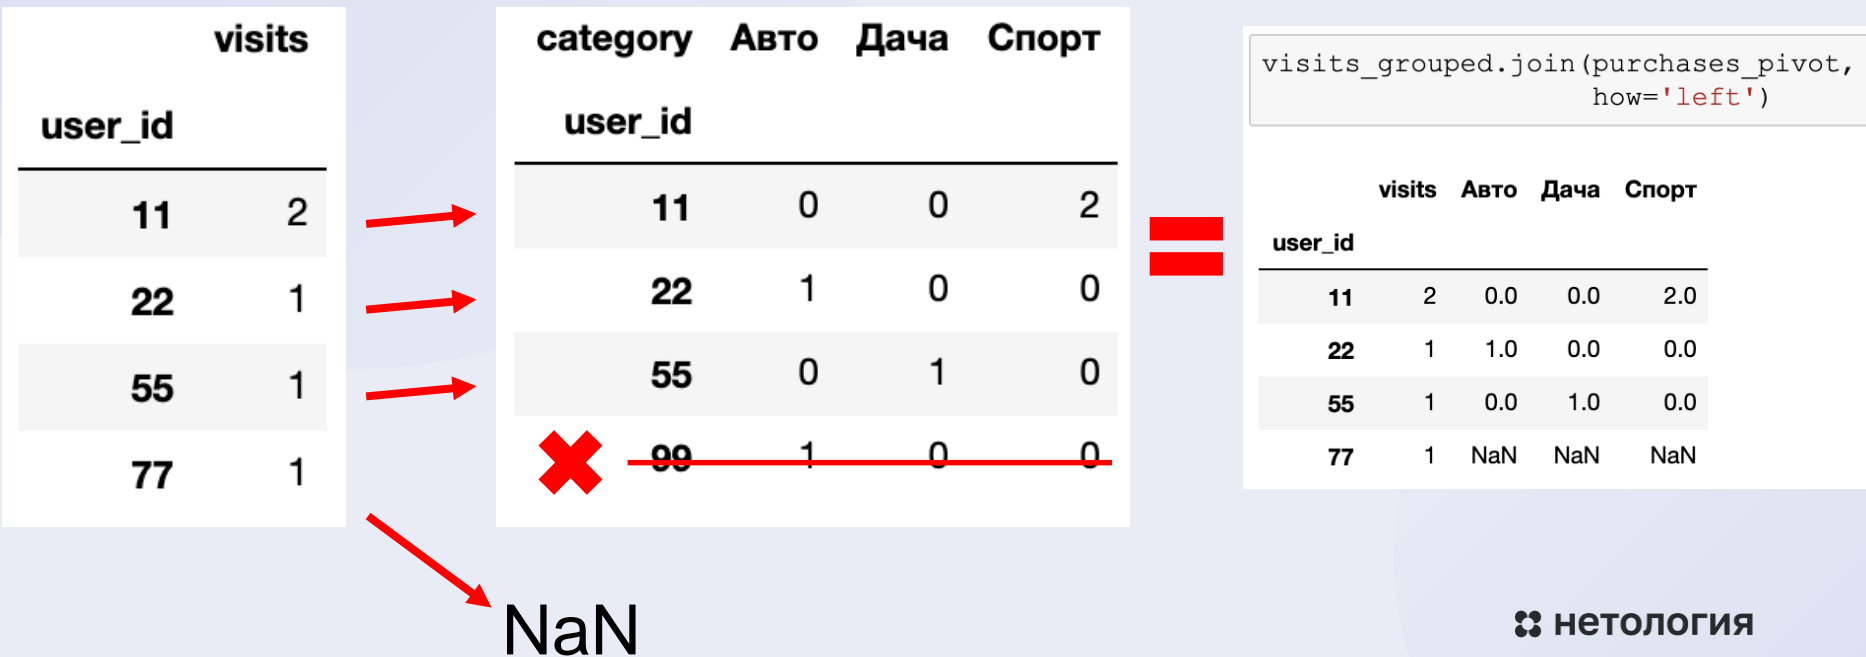 visits
user_id
11 2
22 1
55 1
77 1
category Авто Дача Спорт
user_id
11 0 0 2
22 1 0 0
55 0 1 0
99 1 0 0
NaN
visits_grouped.join(purchases_pivot,
how='left')
visits Авто Дача Спорт
user_id
11 2 0.0 0.0 2.0
22 1 1.0 0.0 0.0
55 1 0.0 1.0 0.0
77 1 NaN NaN NaN
нетология